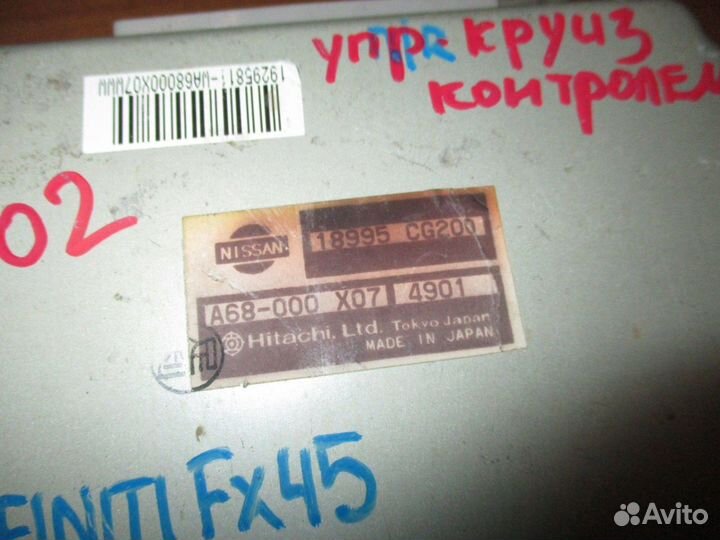 упр. круиз
контролем
1929581:-WA68000X07WWW
02
NISSAN
18995 CG200
A68-000 X07 4901
Hitachi, Ltd. Tokyo Japan
MADE IN JAPAN
FINITI FX45
Avito